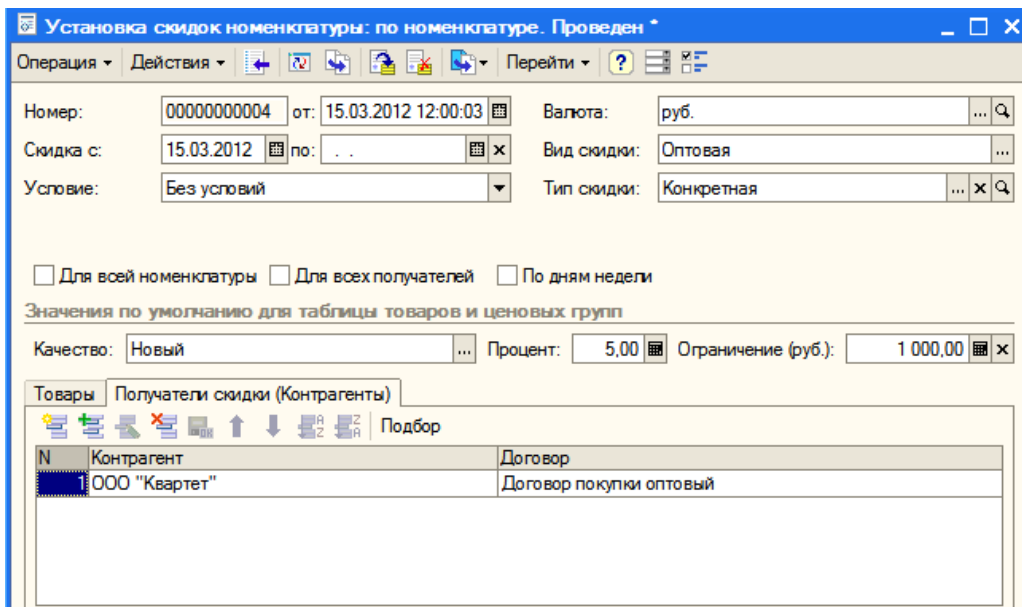 Установка скидок номенклатуры: по номенклатуре. Проведен *
Операция Действия Перейти ?
Номер: 00000000004 от: 15.03.2012 12:00:03 Валюта: руб. ...
Скидка с: 15.03.2012 по: . . Вид скидки: Оптовая ...
Условие: Без условий Тип скидки: Конкретная ...
Для всей номенклатуры Для всех получателей По дням недели
Значения по умолчанию для таблицы товаров и ценовых групп
Качество: Новый ... Процент: 5,00 Ограничение (руб.): 1 000,00
Товары Получатели скидки (Контрагенты)
Подбор
N Контрагент Договор
1 ООО "Квартет" Договор покупки оптовый